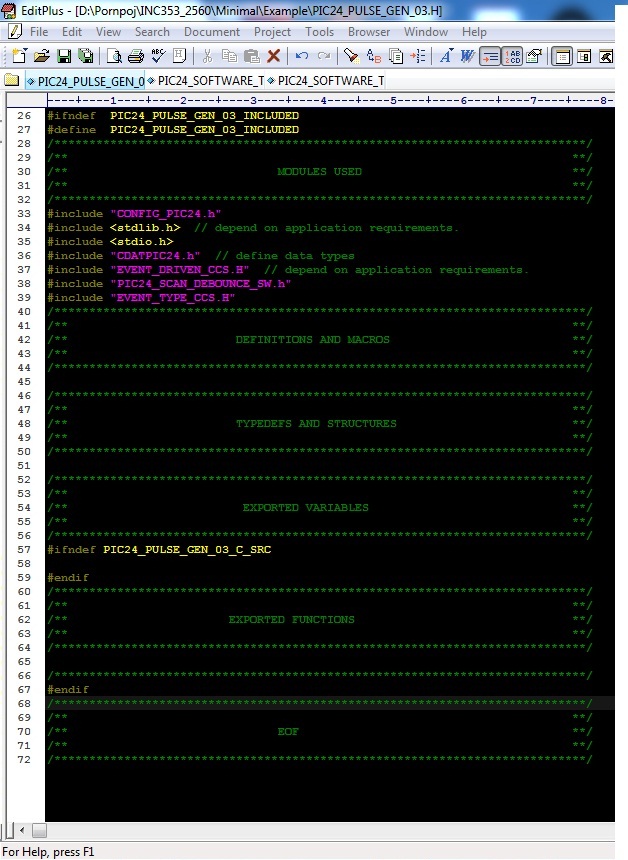 EditPlus - [D:\Pornpoj\INC353_2560\Minimal\Example\PIC24_PULSE_GEN_03.H]
File Edit View Search Document Project Tools Browser Window Help
PIC24_PULSE_GEN_0 PIC24_SOFTWARE_T PIC24_SOFTWARE_T
----+----1----+----2----+----3----+----4----+----5----+----6----+----7----+----8-
26 #ifndef  PIC24_PULSE_GEN_03_INCLUDED
27 #define  PIC24_PULSE_GEN_03_INCLUDED
28 /****************************************************************************/
29 /** **/
30 /** MODULES USED **/
31 /** **/
32 /****************************************************************************/
33 #include "CONFIG_PIC24.h"
34 #include <stdlib.h>  // depend on application requirements.
35 #include <stdio.h>
36 #include "CDATPIC24.h"  // define data types
37 #include "EVENT_DRIVEN_CCS.H"  // depend on application requirements.
38 #include "PIC24_SCAN_DEBOUNCE_SW.h"
39 #include "EVENT_TYPE_CCS.H"
40 /****************************************************************************/
41 /** **/
42 /** DEFINITIONS AND MACROS **/
43 /** **/
44 /****************************************************************************/
45
46 /****************************************************************************/
47 /** **/
48 /** TYPEDEFS AND STRUCTURES **/
49 /** **/
50 /****************************************************************************/
51
52 /****************************************************************************/
53 /** **/
54 /** EXPORTED VARIABLES **/
55 /** **/
56 /****************************************************************************/
57 #ifndef PIC24_PULSE_GEN_03_C_SRC
58
59 #endif
60 /****************************************************************************/
61 /** **/
62 /** EXPORTED FUNCTIONS **/
63 /** **/
64 /****************************************************************************/
65
66 /****************************************************************************/
67 #endif
68 /****************************************************************************/
69 /** **/
70 /** EOF **/
71 /** **/
72 /****************************************************************************/
For Help, press F1